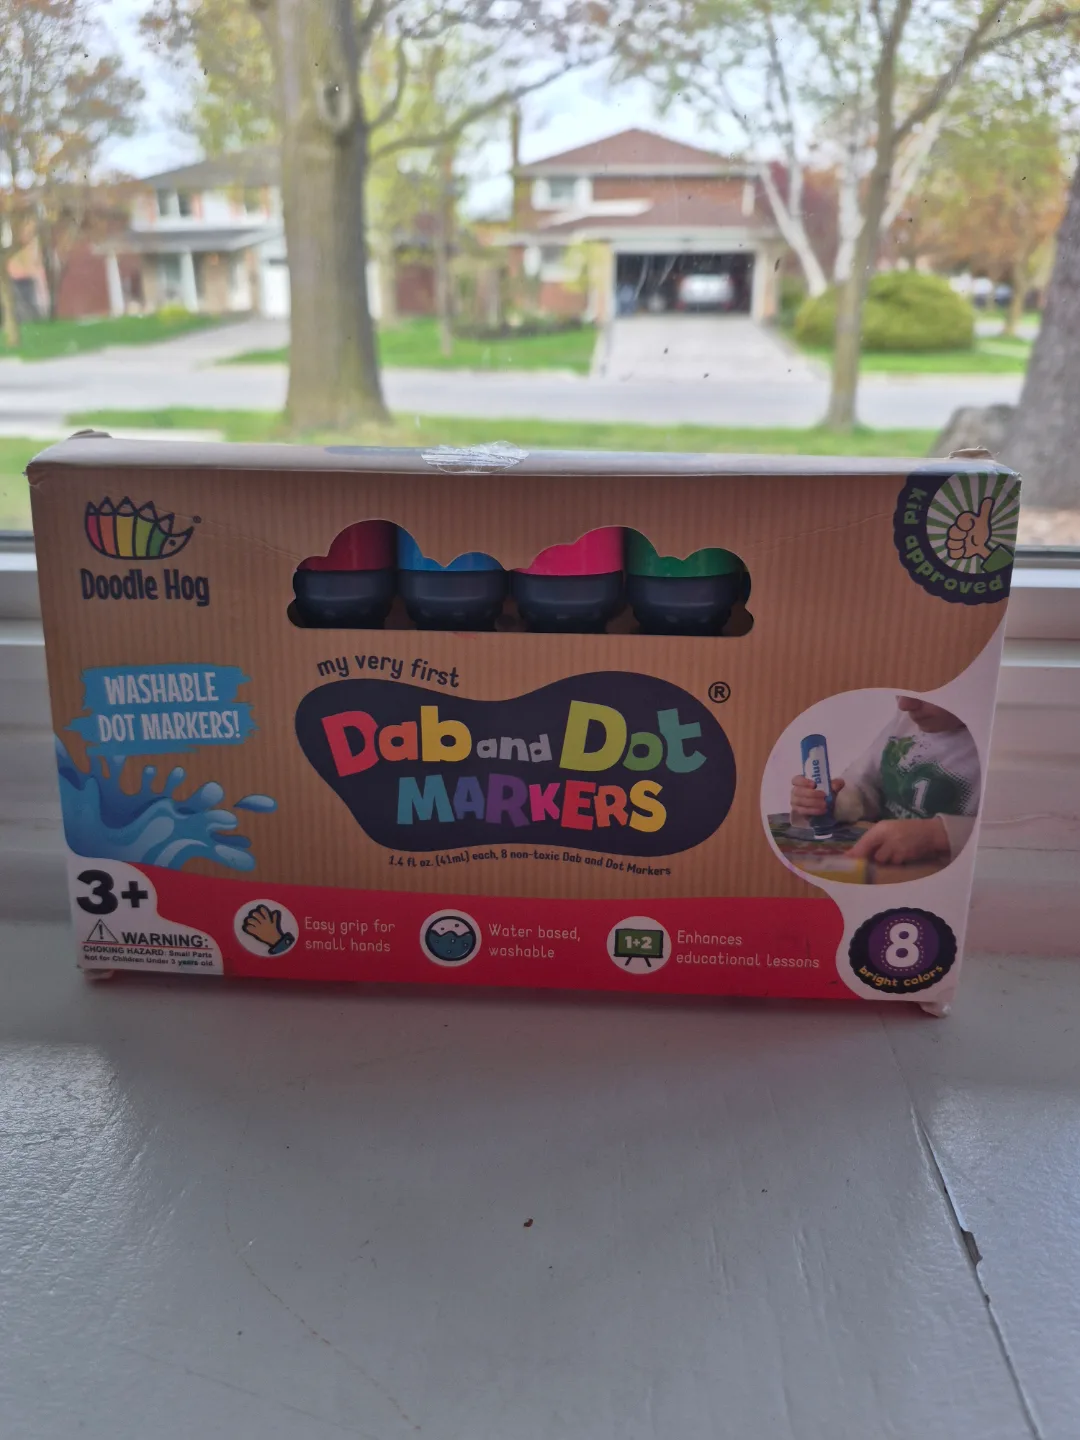 Doodle Hog
kid approved
WASHABLE
DOT MARKERS!
my very first
Dab and Dot
MARKERS
®
1.4 fl oz. (41mL) each, 8 non-toxic Dab and Dot Markers
blue
1
3+
WARNING:
CHOKING HAZARD: Small Parts
Not for Children Under 3 years old.
Easy grip for
small hands
Water based,
washable
1+2
Enhances
educational lessons
8
bright colors